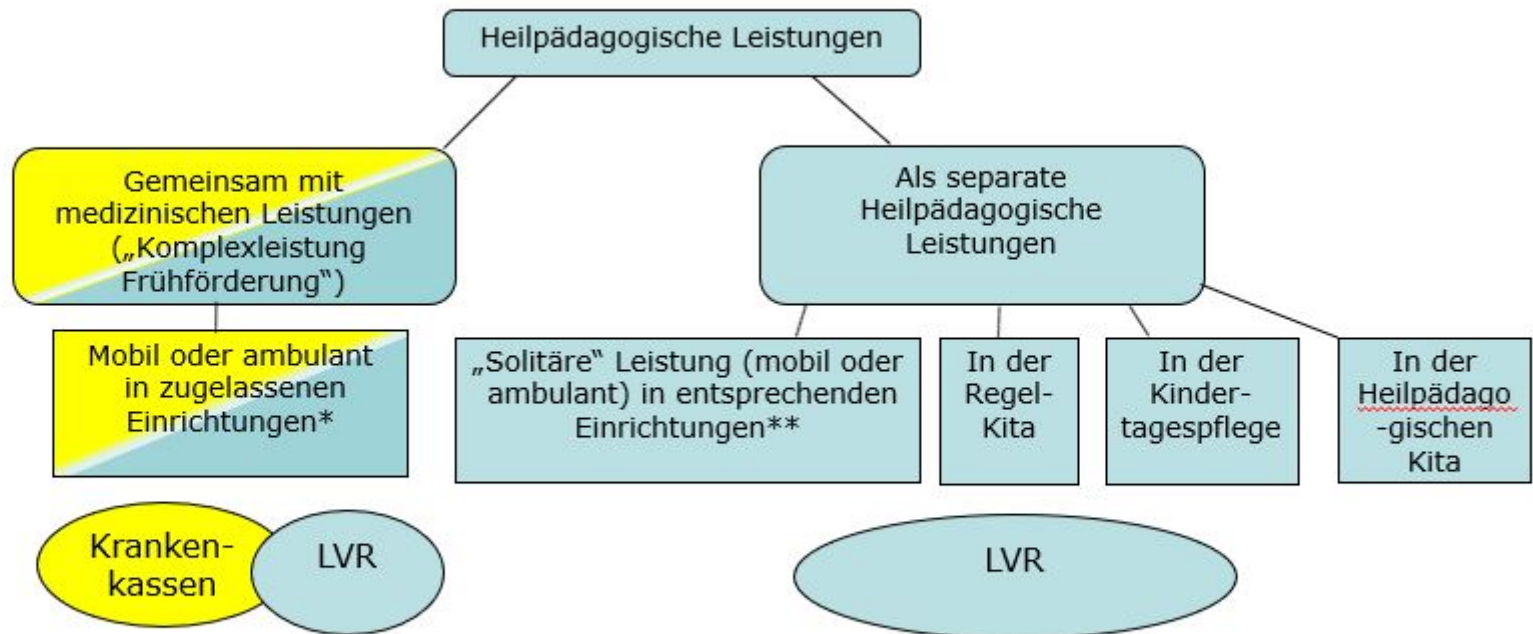 Heilpädagogische Leistungen
Gemeinsam mit
medizinischen Leistungen
(„Komplexleistung
Frühförderung“)
Als separate
Heilpädagogische
Leistungen
Mobil oder ambulant
in zugelassenen
Einrichtungen*
„Solitäre“ Leistung (mobil oder
ambulant) in entsprechenden
Einrichtungen**
In der
Regel-
Kita
In der
Kinder-
tagespflege
In der
Heilpädago
-gischen
Kita
Kranken-
kassen
LVR
LVR